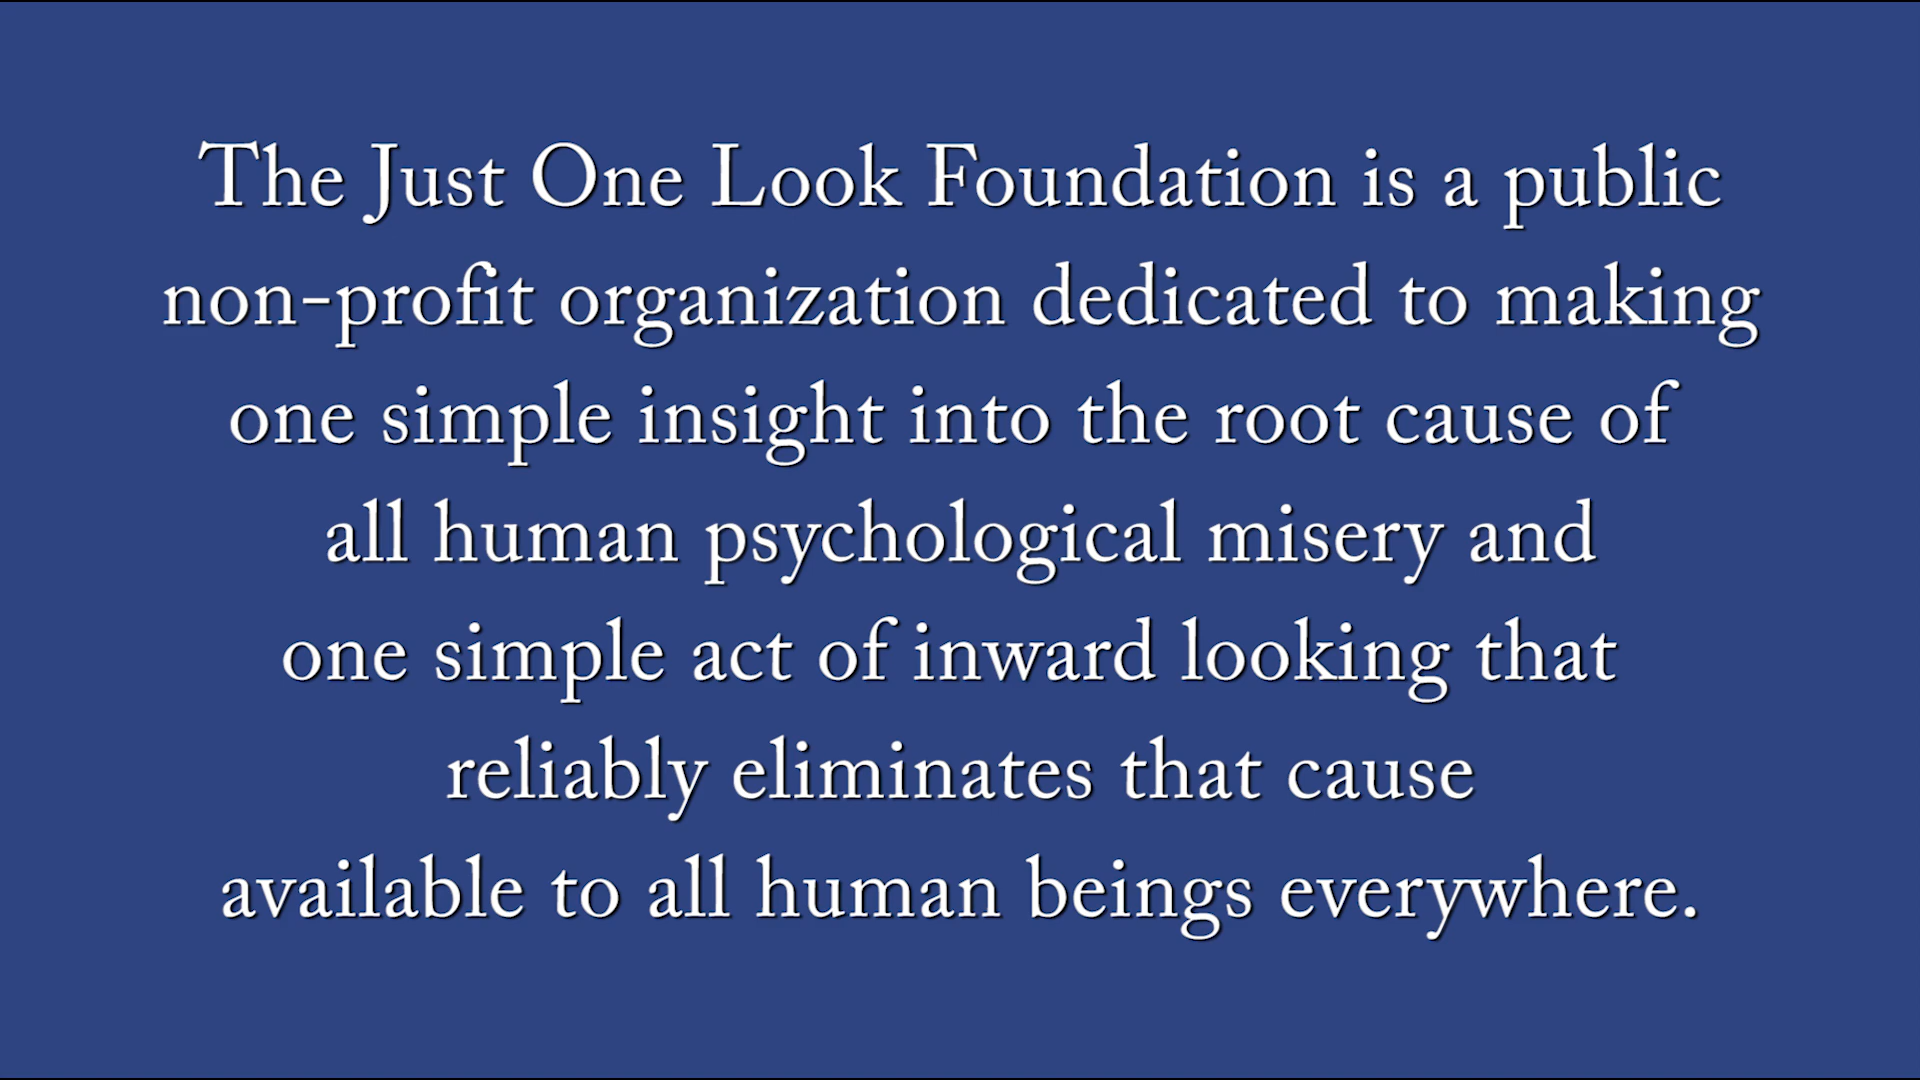 The Just One Look Foundation is a public
non-profit organization dedicated to making
one simple insight into the root cause of
all human psychological misery and
one simple act of inward looking that
reliably eliminates that cause
available to all human beings everywhere.